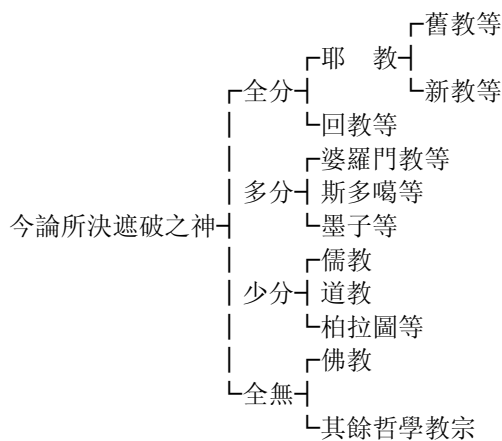 舊教等
耶　教
新教等
全分
回教等
婆羅門教等
多分
斯多噶等
今論所決遮破之神
墨子等
儒教
少分
道教
柏拉圖等
佛教
全無
其餘哲學教宗